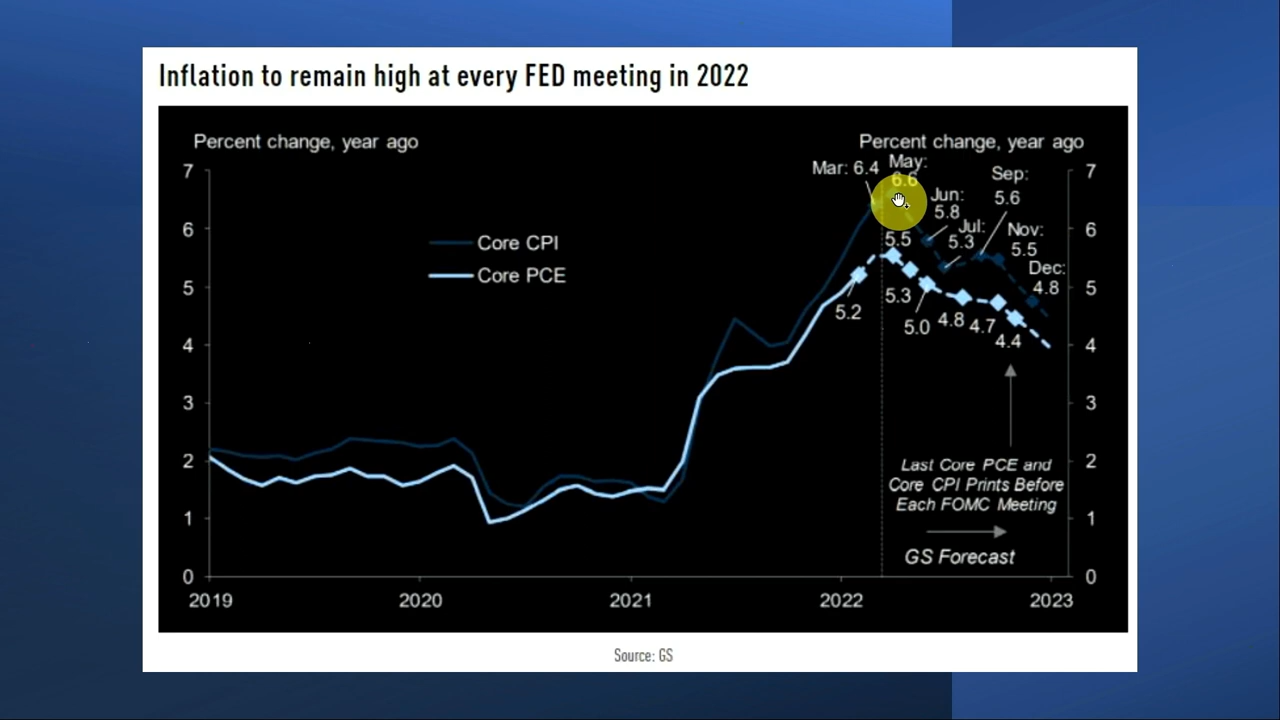 Inflation to remain high at every FED meeting in 2022
Percent change, year ago
Percent change, year ago
7
6
5
4
3
2
1
0
Core CPI
Core PCE
Mar: 6.4
May:
6.6
Jun:
5.8
Jul:
5.3
Sep:
5.6
Nov:
5.5
Dec:
4.8
5.2
5.5
5.3
5.0
4.8
4.7
4.4
7
6
5
4
3
2
1
0
Last Core PCE and
Core CPI Prints Before
Each FOMC Meeting
GS Forecast
2019
2020
2021
2022
2023
Source: GS